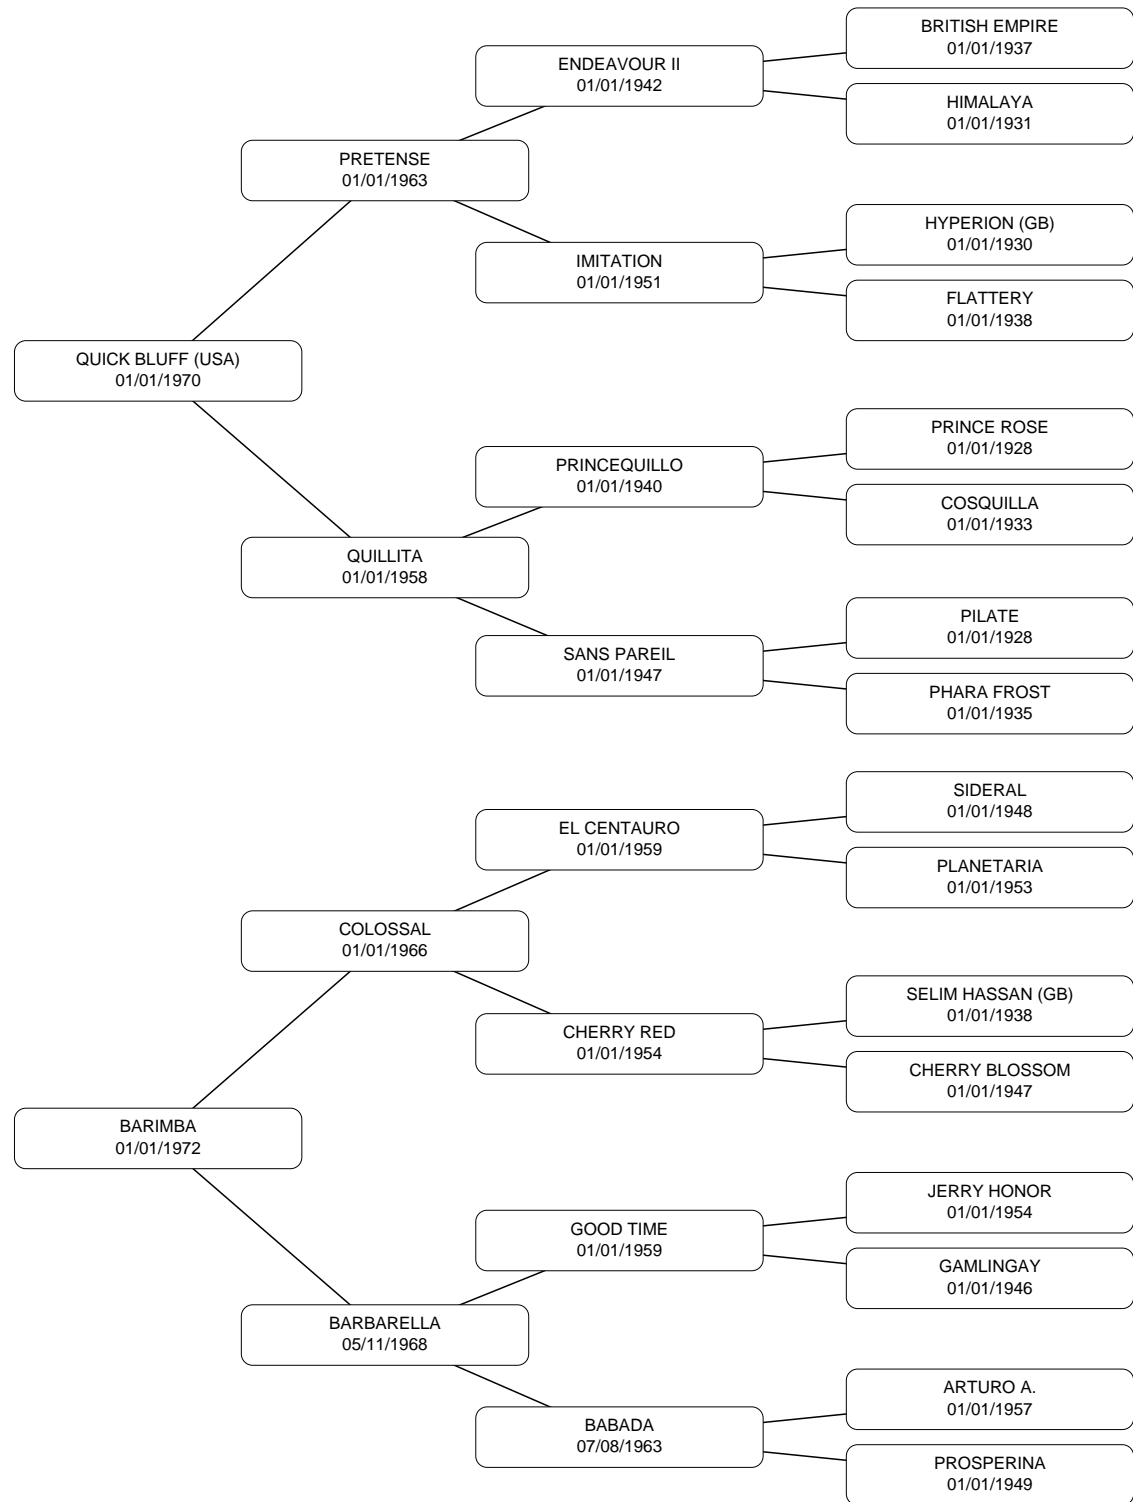 BRITISH EMPIRE
01/01/1937
ENDEAVOUR II
01/01/1942
HIMALAYA
01/01/1931
PRETENSE
01/01/1963
HYPERION (GB)
01/01/1930
IMITATION
01/01/1951
FLATTERY
01/01/1938
QUICK BLUFF (USA)
01/01/1970
PRINCE ROSE
01/01/1928
PRINCEQUILLO
01/01/1940
COSQUILLA
01/01/1933
QUILLITA
01/01/1958
PILATE
01/01/1928
SANS PAREIL
01/01/1947
PHARA FROST
01/01/1935
SIDERAL
01/01/1948
EL CENTAURO
01/01/1959
PLANETARIA
01/01/1953
COLOSSAL
01/01/1966
SELIM HASSAN (GB)
01/01/1938
CHERRY RED
01/01/1954
CHERRY BLOSSOM
01/01/1947
BARIMBA
01/01/1972
JERRY HONOR
01/01/1954
GOOD TIME
01/01/1959
GAMLINGAY
01/01/1946
BARBARELLA
05/11/1968
ARTURO A.
01/01/1957
BABADA
07/08/1963
PROSPERINA
01/01/1949